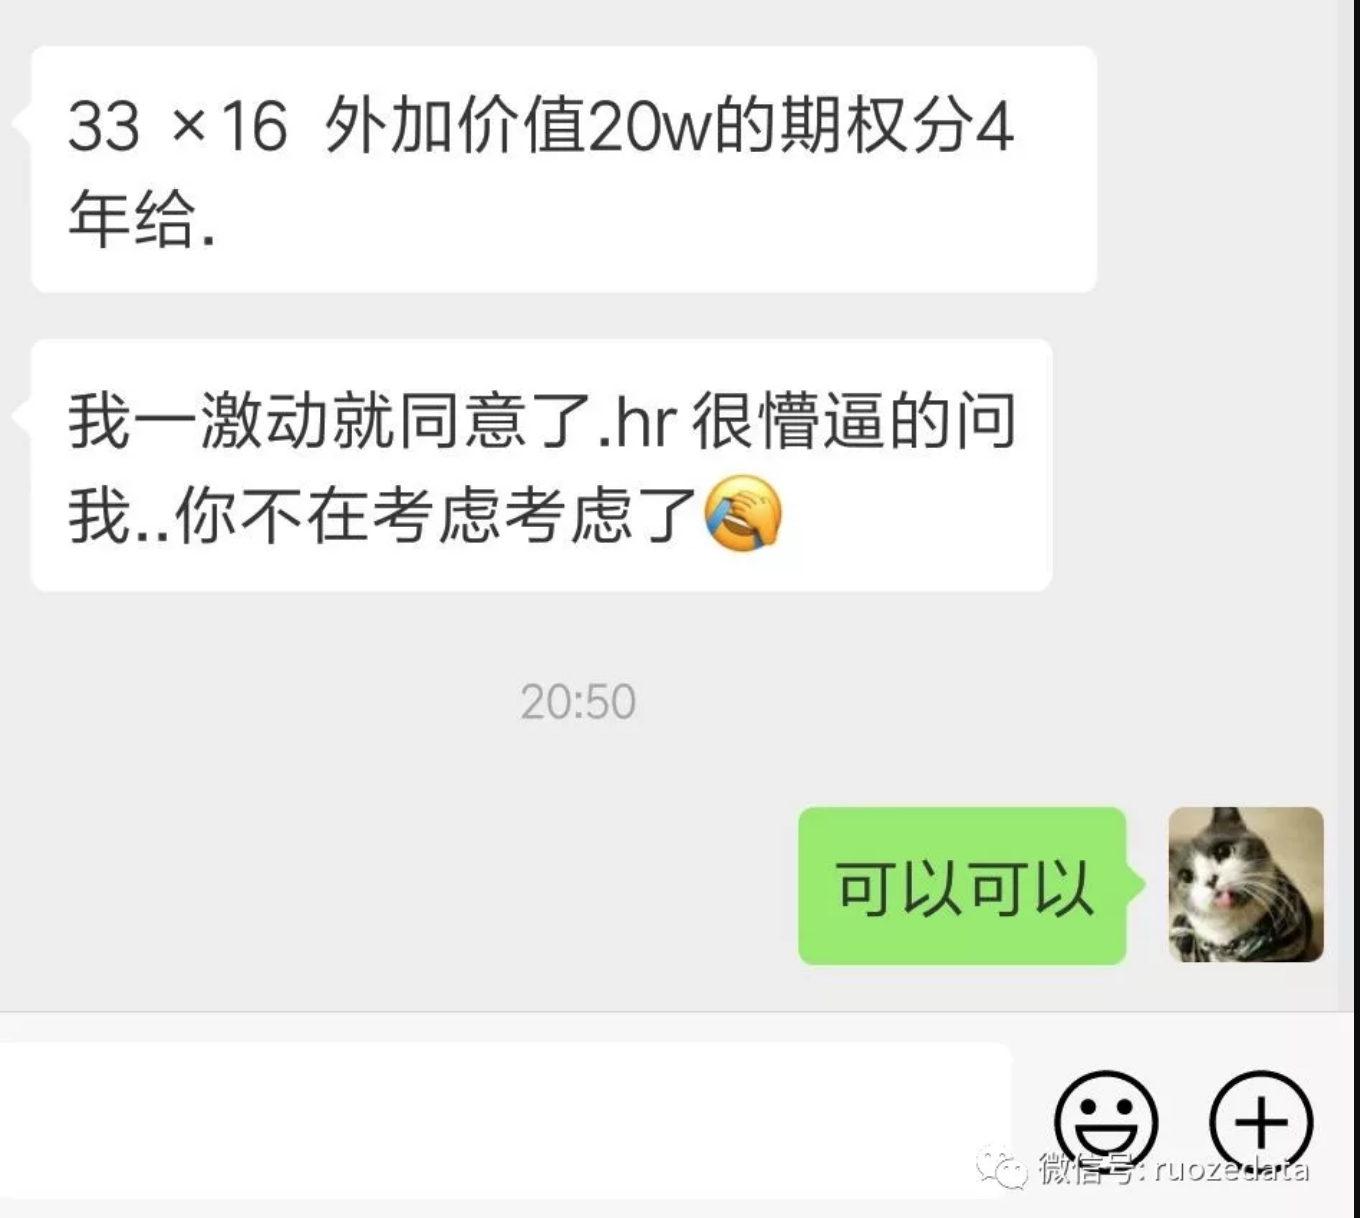 33 ×16 外加价值20w的期权分4
年给.
我一激动就同意了.hr很懵逼的问
我..你不在考虑考虑了🤦
20:50
可以可以
微信号: ruozedata